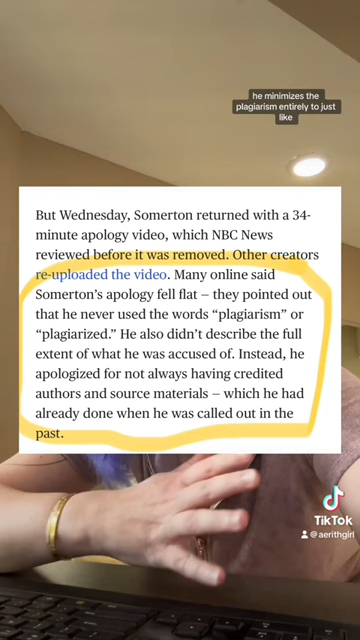 he minimizes the
plagiarism entirely to just
like
But Wednesday, Somerton returned with a 34-
minute apology video, which NBC News
reviewed before it was removed. Other creators
re-uploaded the video. Many online said
Somerton’s apology fell flat — they pointed out
that he never used the words “plagiarism” or
“plagiarized.” He also didn’t describe the full
extent of what he was accused of. Instead, he
apologized for not always having credited
authors and source materials — which he had
already done when he was called out in the
past.
TikTok
@aerithgirl